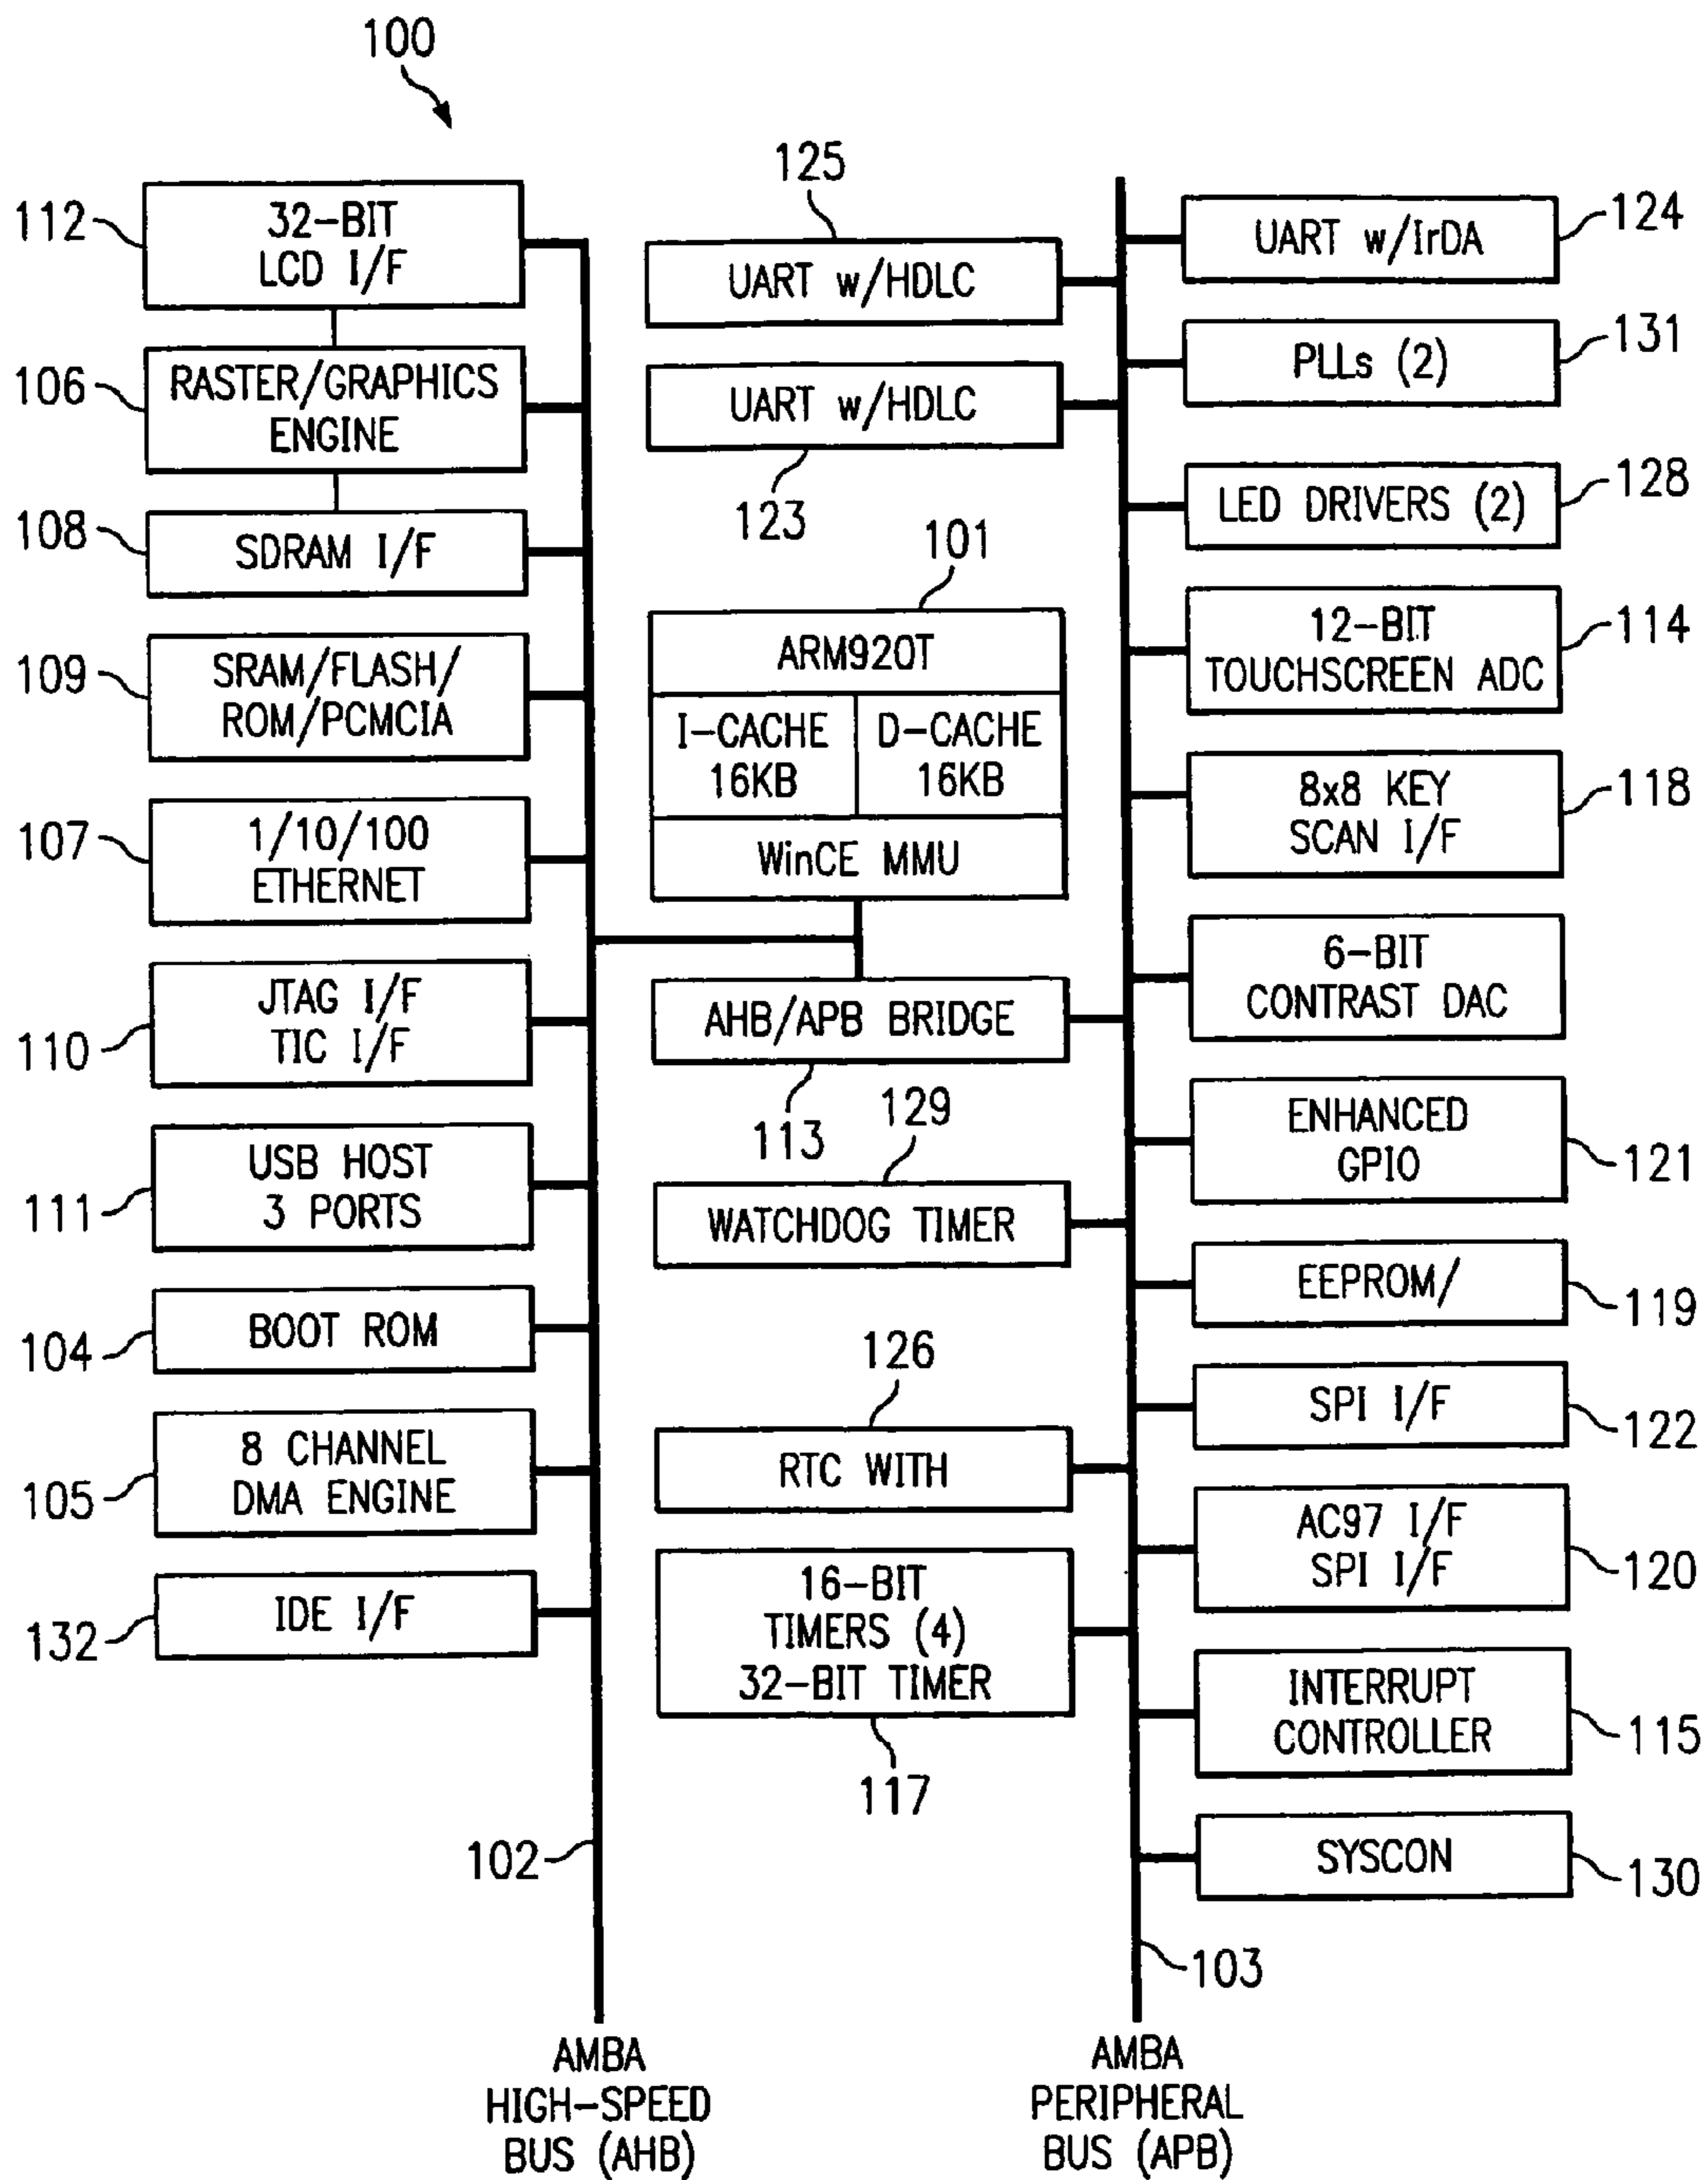 100
112
32-BIT
LCD I/F
106
RASTER/GRAPHICS
ENGINE
108
SDRAM I/F
109
SRAM/FLASH/
ROM/PCMCIA
107
1/10/100
ETHERNET
110
JTAG I/F
TIC I/F
111
USB HOST
3 PORTS
104
BOOT ROM
105
8 CHANNEL
DMA ENGINE
132
IDE I/F
102
AMBA
HIGH-SPEED
BUS (AHB)
125
UART w/HDLC
UART w/HDLC
123
101
ARM920T
I-CACHE
16KB
D-CACHE
16KB
WinCE MMU
AHB/APB BRIDGE
113
129
WATCHDOG TIMER
126
RTC WITH
16-BIT
TIMERS (4)
32-BIT TIMER
117
UART w/IrDA
124
PLLs (2)
131
LED DRIVERS (2)
128
12-BIT
TOUCHSCREEN ADC
114
8x8 KEY
SCAN I/F
118
6-BIT
CONTRAST DAC
ENHANCED
GPIO
121
EEPROM/
119
SPI I/F
122
AC97 I/F
SPI I/F
120
INTERRUPT
CONTROLLER
115
SYSCON
130
103
AMBA
PERIPHERAL
BUS (APB)